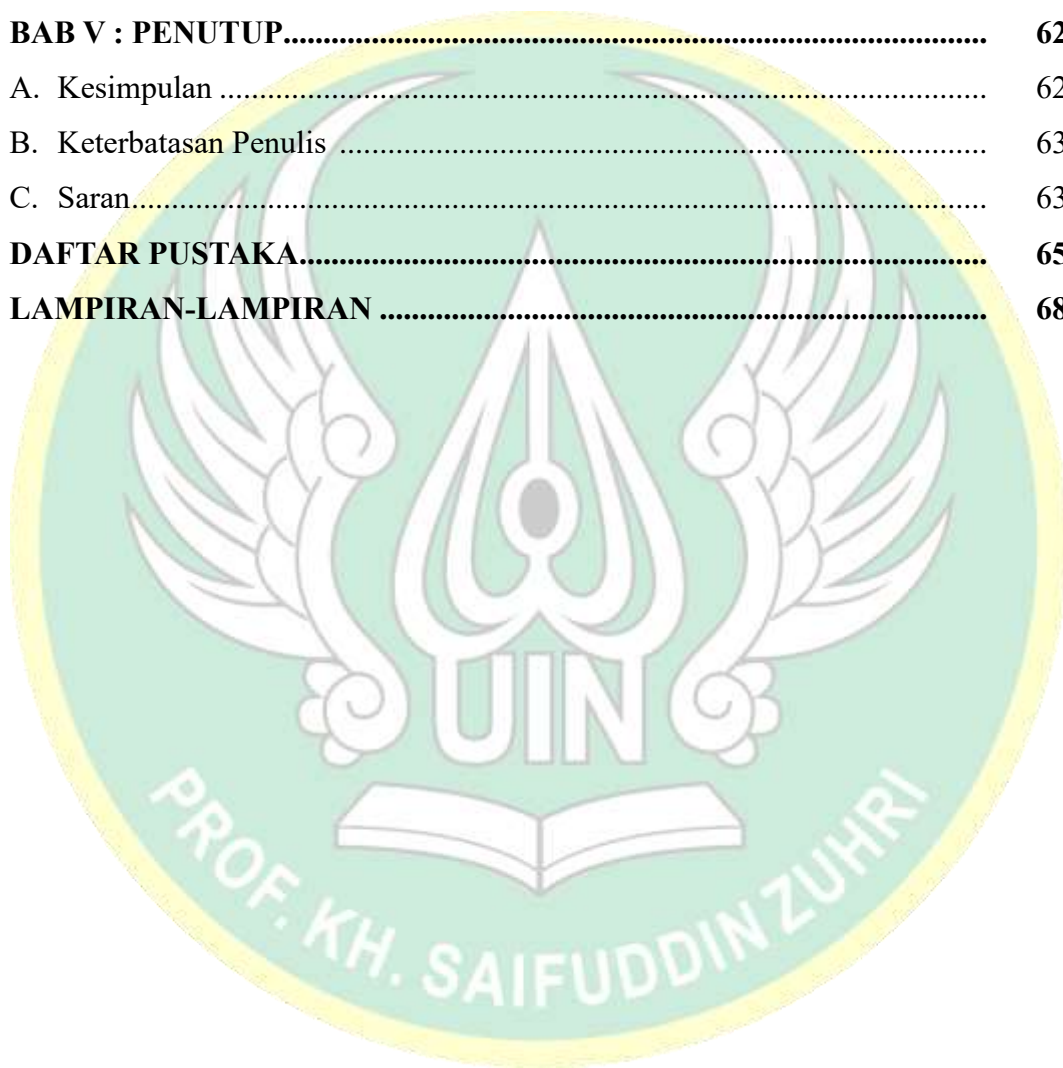 BAB V : PENUTUP.......................................................................................... 62
A. Kesimpulan ................................................................................................. 62
B. Keterbatasan Penulis .................................................................................. 63
C. Saran............................................................................................................ 63
DAFTAR PUSTAKA....................................................................................... 65
LAMPIRAN-LAMPIRAN ............................................................................. 68
UIN
PROF. KH. SAIFUDDIN ZUHRI